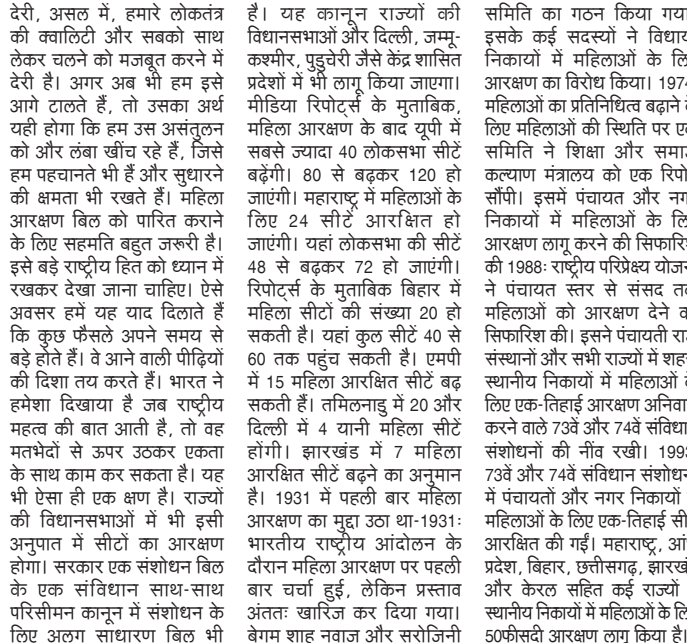 देरी, असल में, हमारे लोकतंत्र
की क्वालिटी और सबको साथ
लेकर चलने को मजबूत करने में
देरी है। अगर अब भी हम इसे
आगे टालते हैं, तो उसका अर्थ
यही होगा कि हम उस असंतुलन
को और लंबा खींच रहे हैं, जिसे
हम पहचानते भी हैं और सुधारने
की क्षमता भी रखते हैं। महिला
आरक्षण बिल को पारित कराने
के लिए सहमति बहुत जरूरी है।
इसे बड़े राष्ट्रीय हित को ध्यान में
रखकर देखा जाना चाहिए। ऐसे
अवसर हमें यह याद दिलाते हैं
कि कुछ फैसले अपने समय से
बड़े होते हैं। वे आने वाली पीढ़ियों
की दिशा तय करते हैं। भारत ने
हमेशा दिखाया है जब राष्ट्रीय
महत्व की बात आती है, तो वह
मतभेदों से ऊपर उठकर एकता
के साथ काम कर सकता है। यह
भी ऐसा ही एक क्षण है। राज्यों
की विधानसभाओं में भी इसी
अनुपात में सीटों का आरक्षण
होगा। सरकार एक संशोधन बिल
के एक संविधान साथ-साथ
परिसीमन कानून में संशोधन के
लिए अलग साधारण बिल भी
है। यह कानून राज्यों की
विधानसभाओं और दिल्ली, जम्मू-
कश्मीर, पुडुचेरी जैसे केंद्र शासित
प्रदेशों में भी लागू किया जाएगा।
मीडिया रिपोर्ट्स के मुताबिक,
महिला आरक्षण के बाद यूपी में
सबसे ज्यादा 40 लोकसभा सीटें
बढ़ेंगी। 80 से बढ़कर 120 हो
जाएंगी। महाराष्ट्र में महिलाओं के
लिए 24 सीटें आरक्षित हो
जाएंगी। यहां लोकसभा की सीटें
48 से बढ़कर 72 हो जाएंगी।
रिपोर्ट्स के मुताबिक बिहार में
महिला सीटों की संख्या 20 हो
सकती है। यहां कुल सीटें 40 से
60 तक पहुंच सकती है। एमपी
में 15 महिला आरक्षित सीटें बढ़
सकती हैं। तमिलनाडु में 20 और
दिल्ली में 4 यानी महिला सीटें
होंगी। झारखंड में 7 महिला
आरक्षित सीटें बढ़ने का अनुमान
है। 1931 में पहली बार महिला
आरक्षण का मुद्दा उठा था-1931ः
भारतीय राष्ट्रीय आंदोलन के
दौरान महिला आरक्षण पर पहली
बार चर्चा हुई, लेकिन प्रस्ताव
अंततः खारिज कर दिया गया।
बेगम शाह नवाज और सरोजिनी
समिति का गठन किया गया
इसके कई सदस्यों ने विधाय
निकायों में महिलाओं के लिए
आरक्षण का विरोध किया। 1974
महिलाओं का प्रतिनिधित्व बढ़ाने
लिए महिलाओं की स्थिति पर
समिति ने शिक्षा और समा
कल्याण मंत्रालय को एक रिपो
सौंपी। इसमें पंचायत और नग
निकायों में महिलाओं के लि
आरक्षण लागू करने की सिफारि
की 1988ः राष्ट्रीय परिप्रेक्ष्य योजन
ने पंचायत स्तर से संसद त
महिलाओं को आरक्षण देने
सिफारिश की। इसने पंचायती रा
संस्थानों और सभी राज्यों में शह
स्थानीय निकायों में महिलाओं
लिए एक-तिहाई आरक्षण अनिवा
करने वाले 73वें और 74वें संविधा
संशोधनों की नींव रखी। 199
73वें और 74वें संविधान संशोधन
में पंचायतों और नगर निकायों
महिलाओं के लिए एक-तिहाई सी
आरक्षित की गईं। महाराष्ट्र, आं
प्रदेश, बिहार, छत्तीसगढ़, झारखं
और केरल सहित कई राज्यों
स्थानीय निकायों में महिलाओं के लि
50फीसदी आरक्षण लागू किया है।